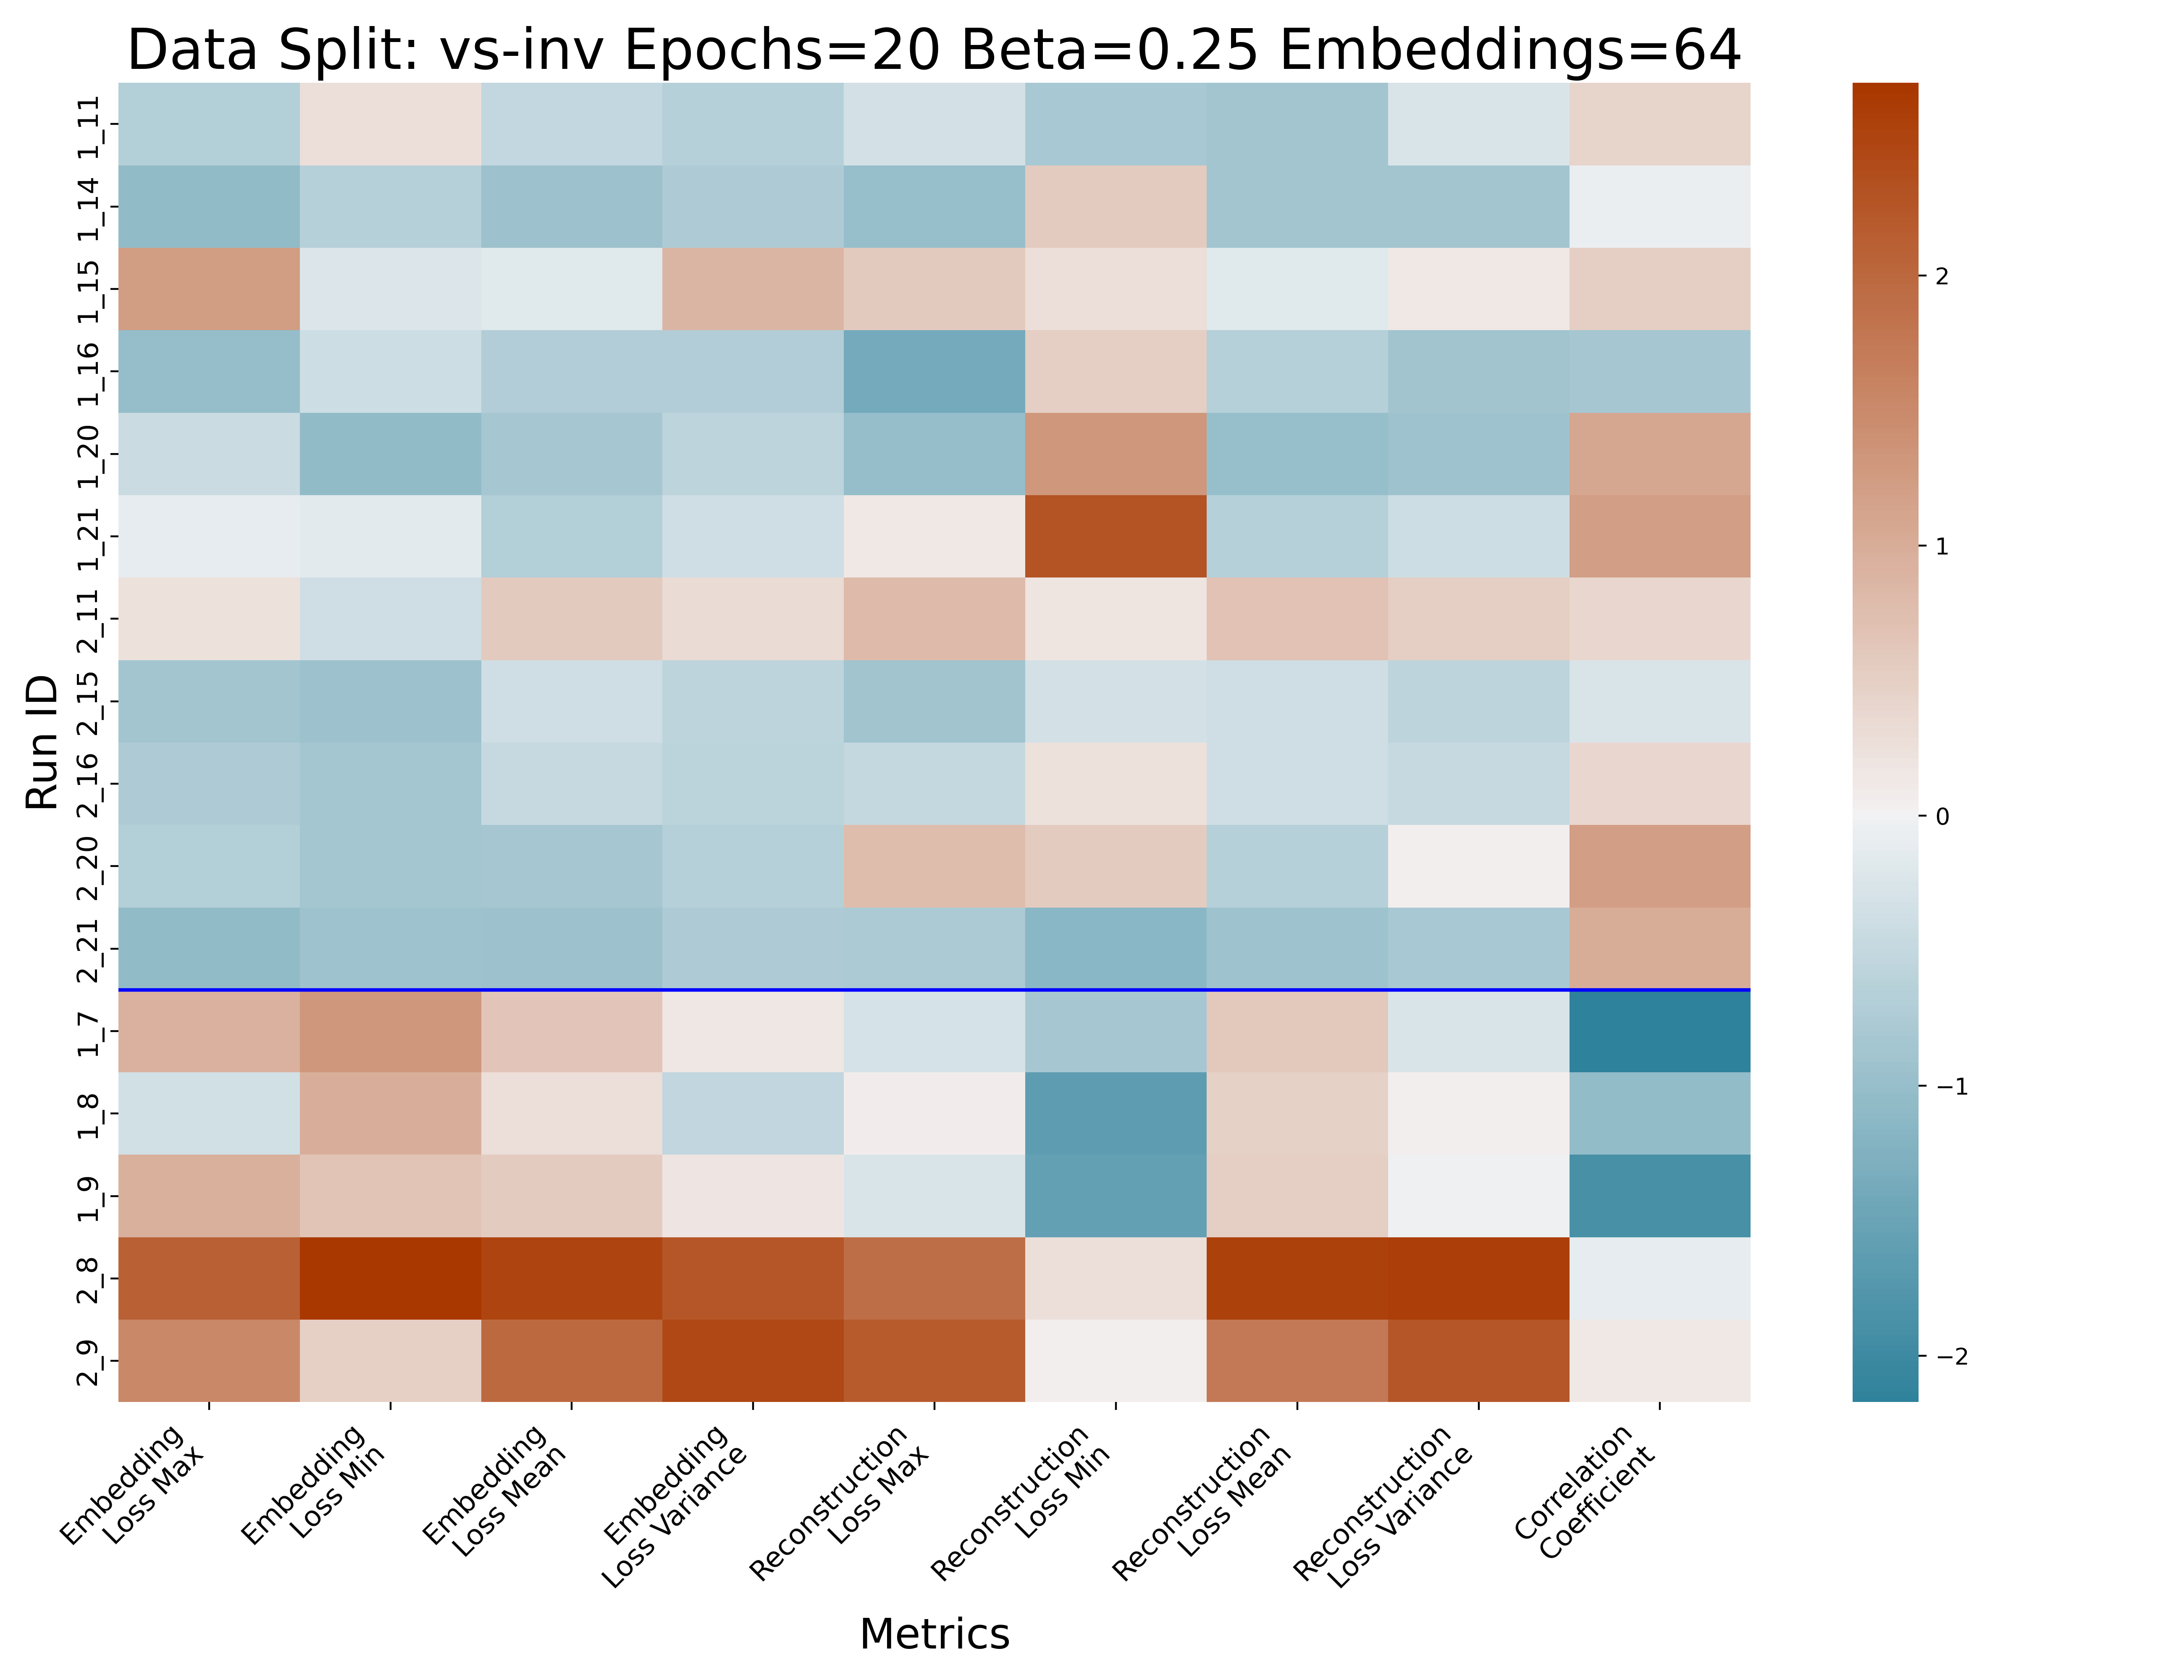 Data Split: vs-inv Epochs=20 Beta=0.25 Embeddings=64
Run ID
1_11
1_14
1_15
1_16
1_20
1_21
2_11
2_15
2_16
2_20
2_21
1_7
1_8
1_9
2_8
2_9
Embedding
Loss Max
Embedding
Loss Min
Embedding
Loss Mean
Embedding
Loss Variance
Reconstruction
Loss Max
Reconstruction
Loss Min
Reconstruction
Loss Mean
Reconstruction
Loss Variance
Correlation
Coefficient
Metrics
2
1
0
−1
−2